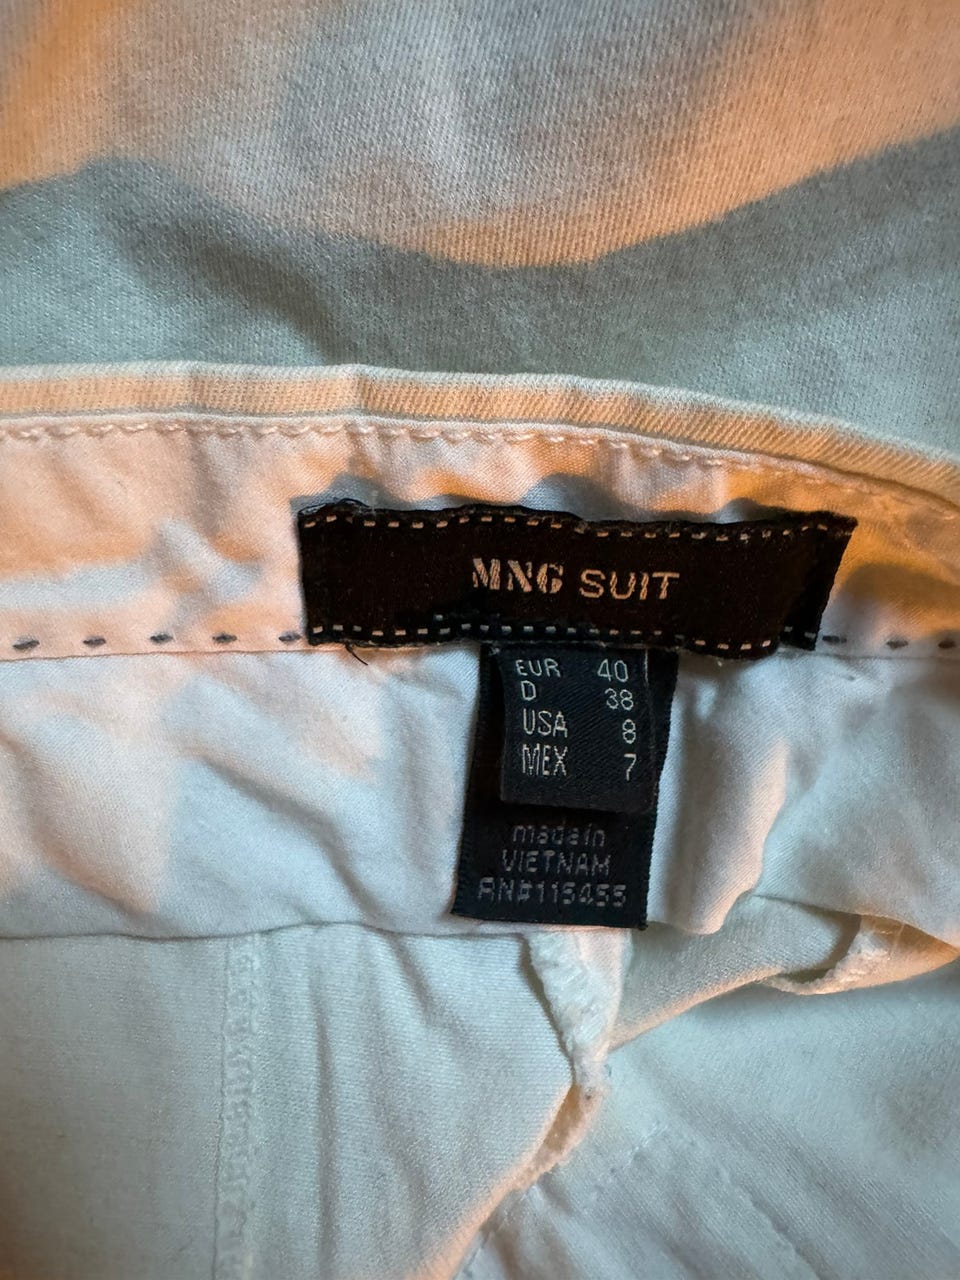 MNG SUIT
EUR 40
D 38
USA 8
MEX 7
made in
VIETNAM
RN#115455